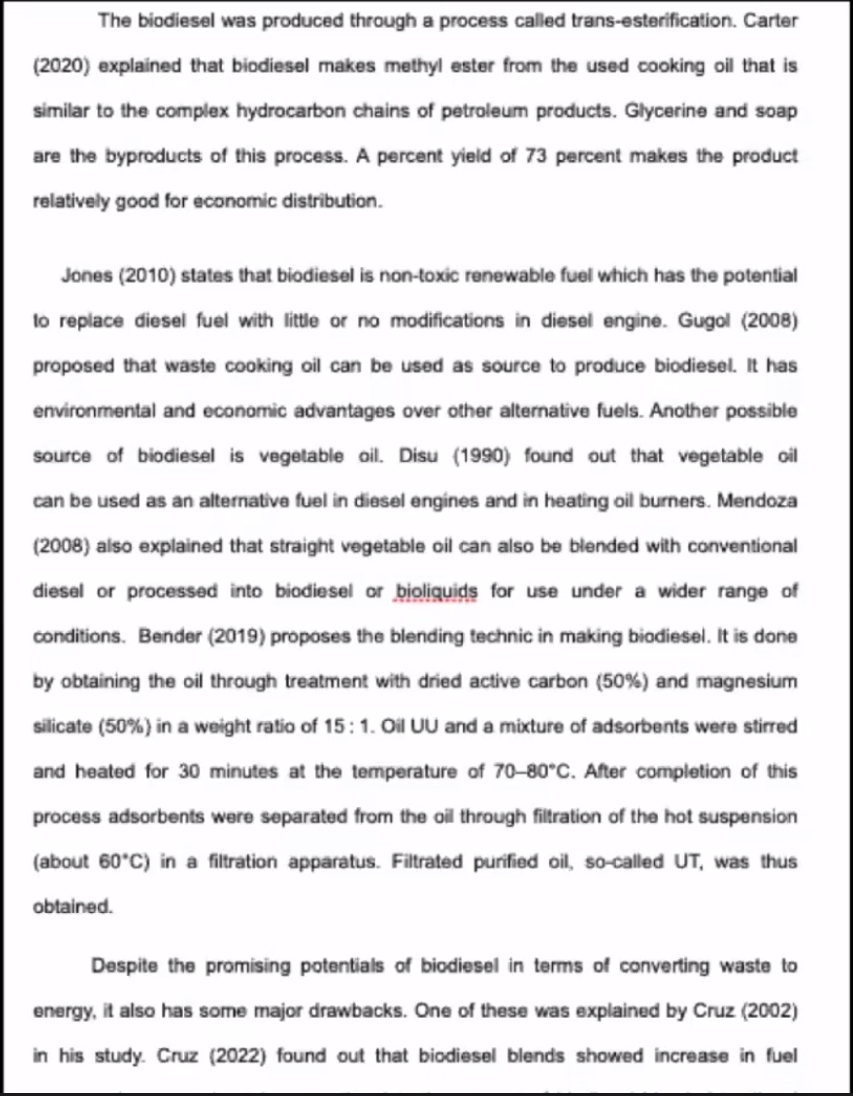 The biodiesel was produced through a process called trans-esterification. Carter
(2020) explained that biodiesel makes methyl ester from the used cooking oil that is
similar to the complex hydrocarbon chains of petroleum products. Glycerine and soap
are the byproducts of this process. A percent yield of 73 percent makes the product
relatively good for economic distribution.
Jones (2010) states that biodiesel is non-toxic renewable fuel which has the potential
to replace diesel fuel with little or no modifications in diesel engine. Gugol (2008)
proposed that waste cooking oil can be used as source to produce biodiesel. It has
environmental and economic advantages over other alternative fuels. Another possible
source of biodiesel is vegetable oil. Disu (1990) found out that vegetable oil
can be used as an alternative fuel in diesel engines and in heating oil burners. Mendoza
(2008) also explained that straight vegetable oil can also be blended with conventional
diesel or processed into biodiesel or bioliquids for use under a wider range of
conditions. Bender (2019) proposes the blending technic in making biodiesel. It is done
by obtaining the oil through treatment with dried active carbon (50%) and magnesium
silicate (50%) in a weight ratio of 15 : 1. Oil UU and a mixture of adsorbents were stirred
and heated for 30 minutes at the temperature of 70–80°C. After completion of this
process adsorbents were separated from the oil through filtration of the hot suspension
(about 60°C) in a filtration apparatus. Filtrated purified oil, so-called UT, was thus
obtained.
Despite the promising potentials of biodiesel in terms of converting waste to
energy, it also has some major drawbacks. One of these was explained by Cruz (2002)
in his study. Cruz (2022) found out that biodiesel blends showed increase in fuel